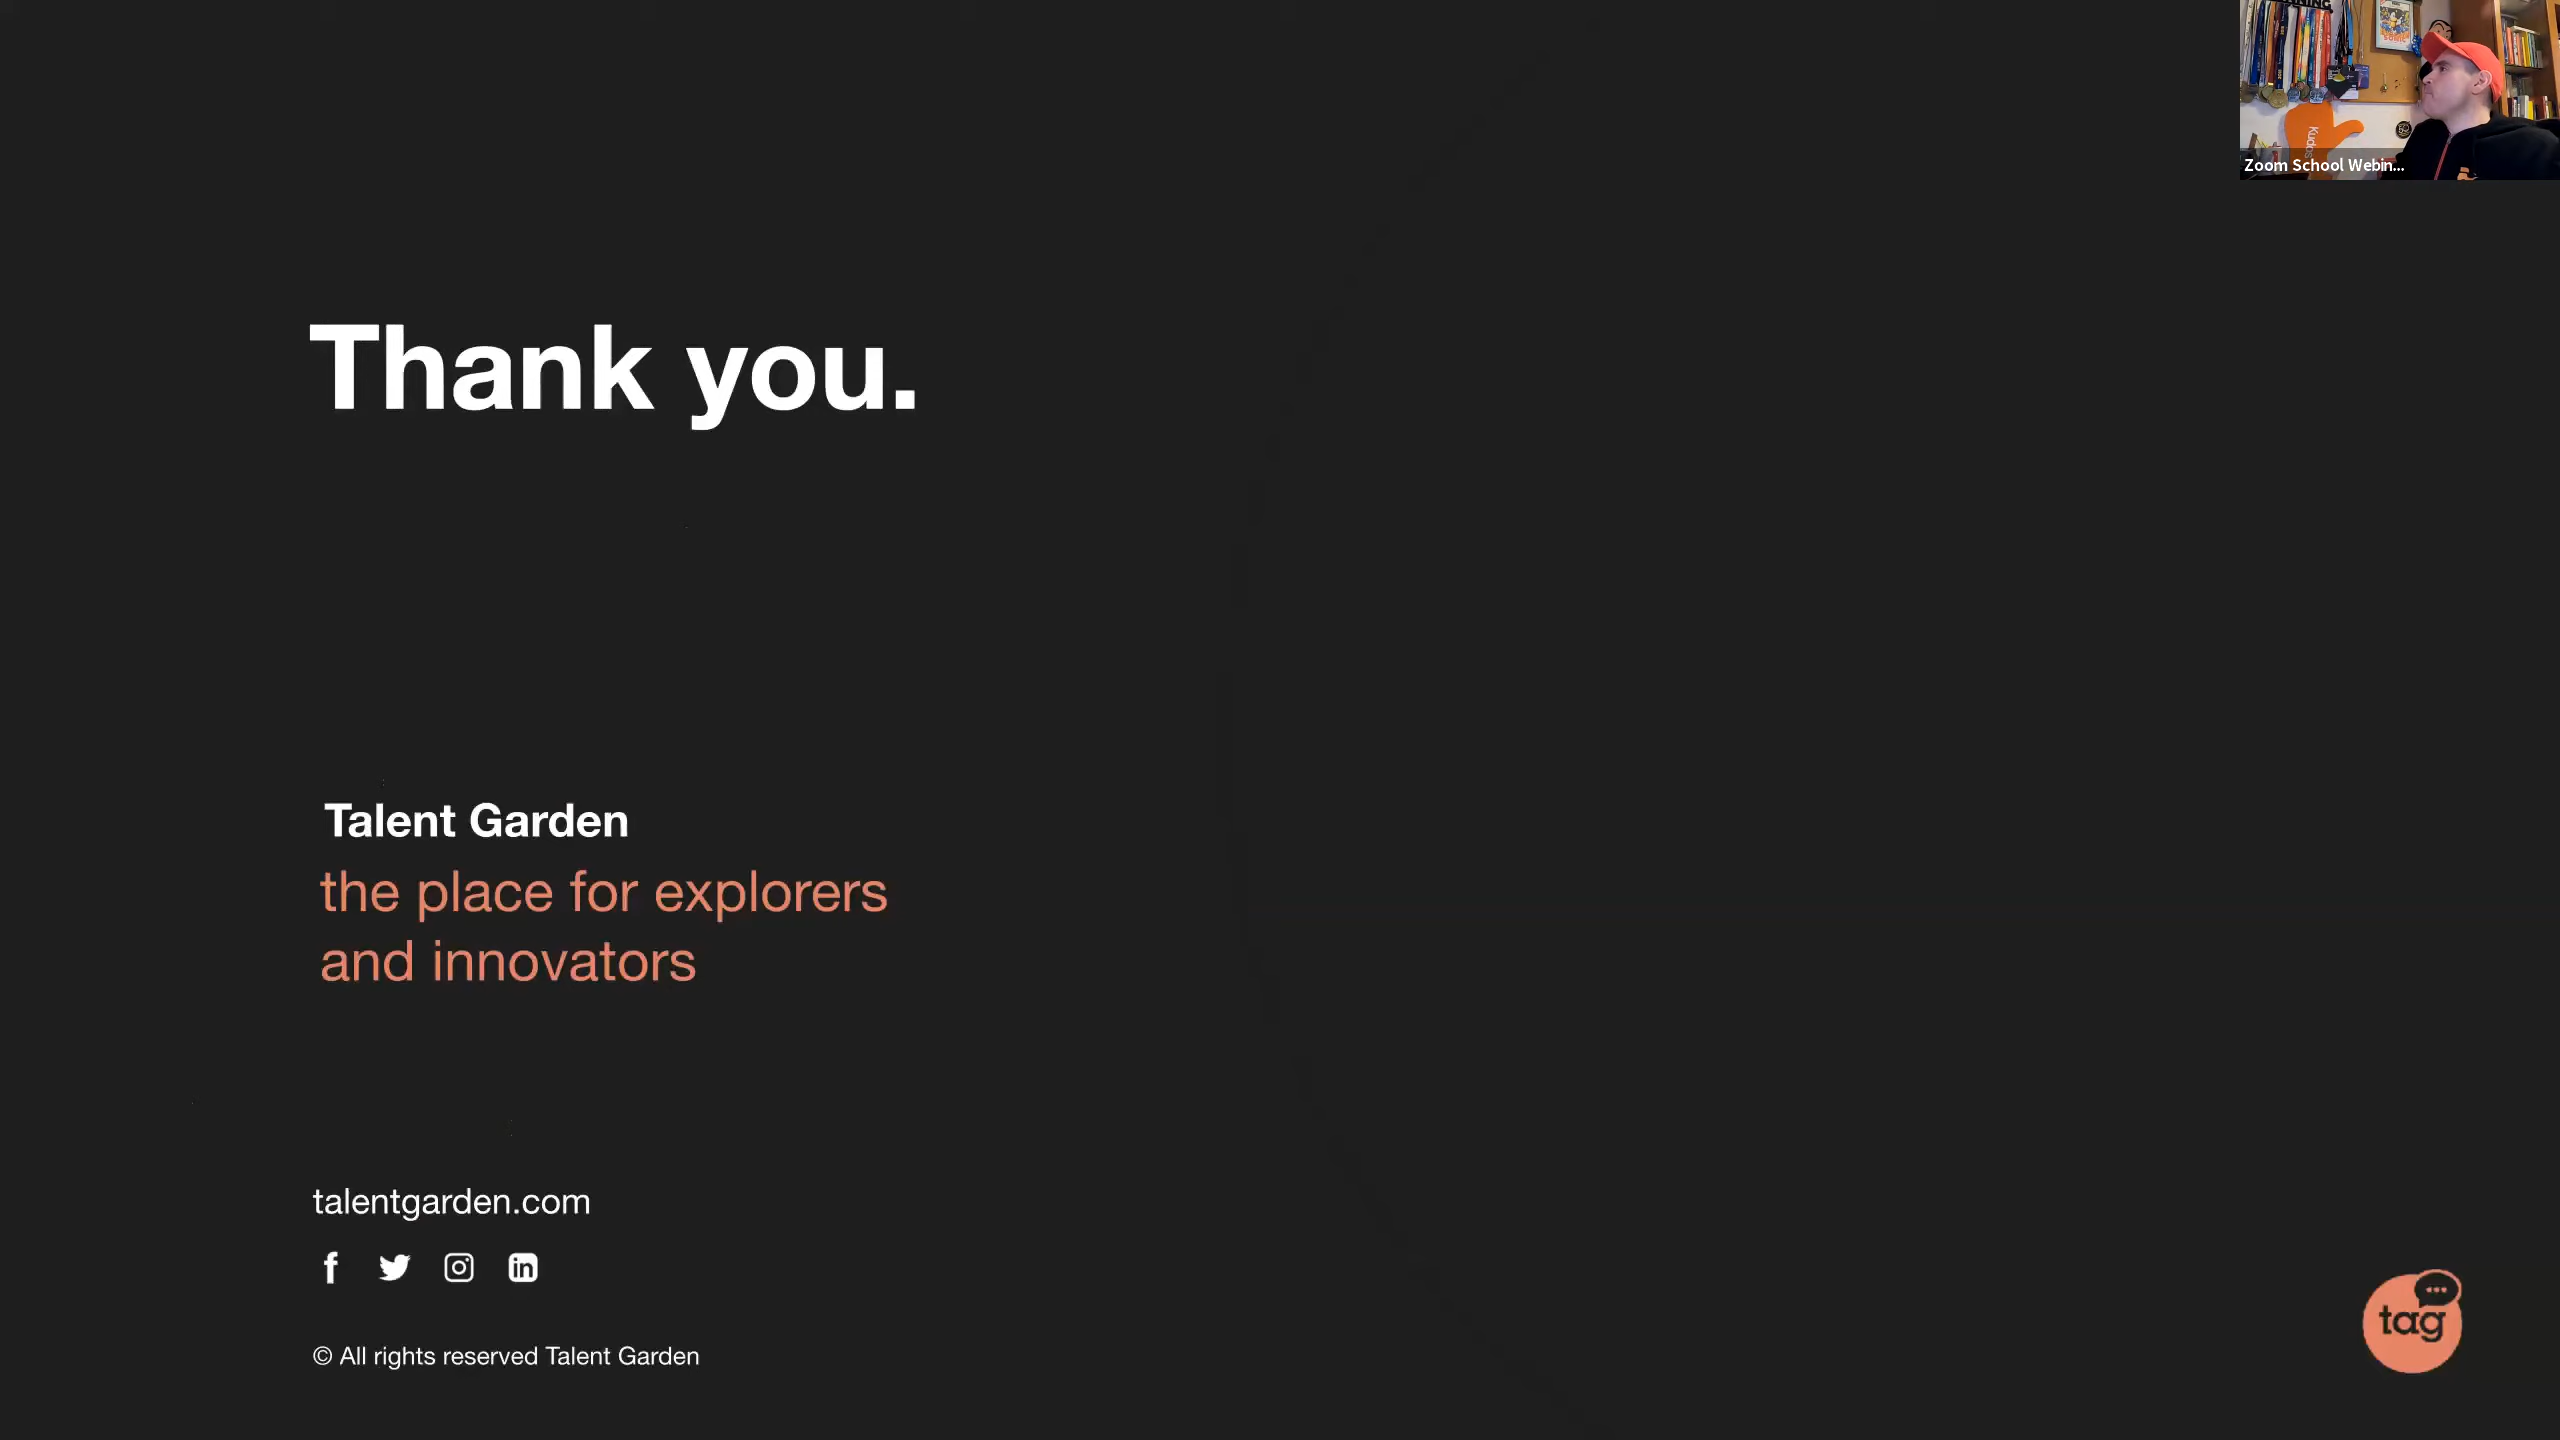 Thank you.
Talent Garden
the place for explorers
and innovators
talentgarden.com
© All rights reserved Talent Garden
tag
Zoom School Webin...
Kudos